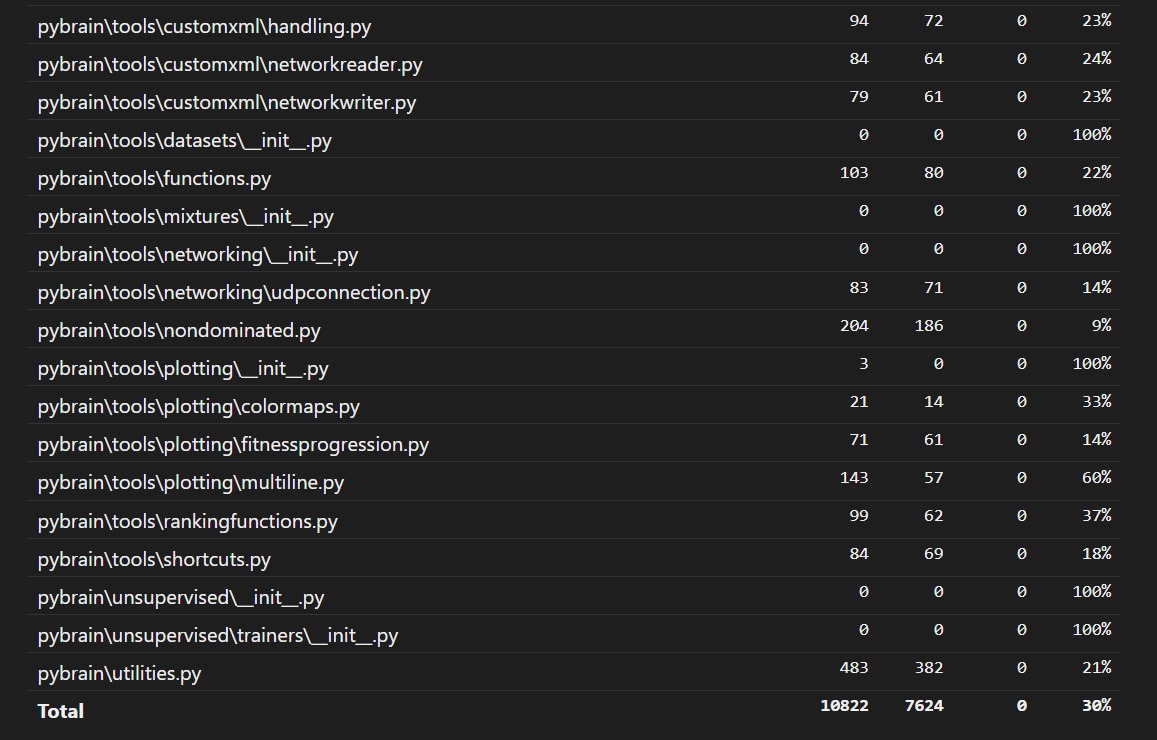 pybrain\tools\customxml\handling.py 94 72 0 23%
pybrain\tools\customxml\networkreader.py 84 64 0 24%
pybrain\tools\customxml\networkwriter.py 79 61 0 23%
pybrain\tools\datasets\__init__.py 0 0 0 100%
pybrain\tools\functions.py 103 80 0 22%
pybrain\tools\mixtures\__init__.py 0 0 0 100%
pybrain\tools\networking\__init__.py 0 0 0 100%
pybrain\tools\networking\udpconnection.py 83 71 0 14%
pybrain\tools\nondominated.py 204 186 0 9%
pybrain\tools\plotting\__init__.py 3 0 0 100%
pybrain\tools\plotting\colormaps.py 21 14 0 33%
pybrain\tools\plotting\fitnessprogression.py 71 61 0 14%
pybrain\tools\plotting\multiline.py 143 57 0 60%
pybrain\tools\rankingfunctions.py 99 62 0 37%
pybrain\tools\shortcuts.py 84 69 0 18%
pybrain\unsupervised\__init__.py 0 0 0 100%
pybrain\unsupervised\trainers\__init__.py 0 0 0 100%
pybrain\utilities.py 483 382 0 21%
Total 10822 7624 0 30%